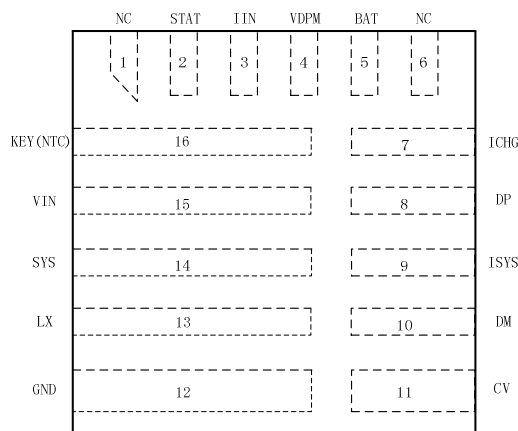 NC STAT IIN VDPM BAT NC
1 2 3 4 5 6
KEY(NTC) 16 7 ICHG
VIN 15 8 DP
SYS 14 9 ISYS
LX 13 10 DM
GND 12 11 CV